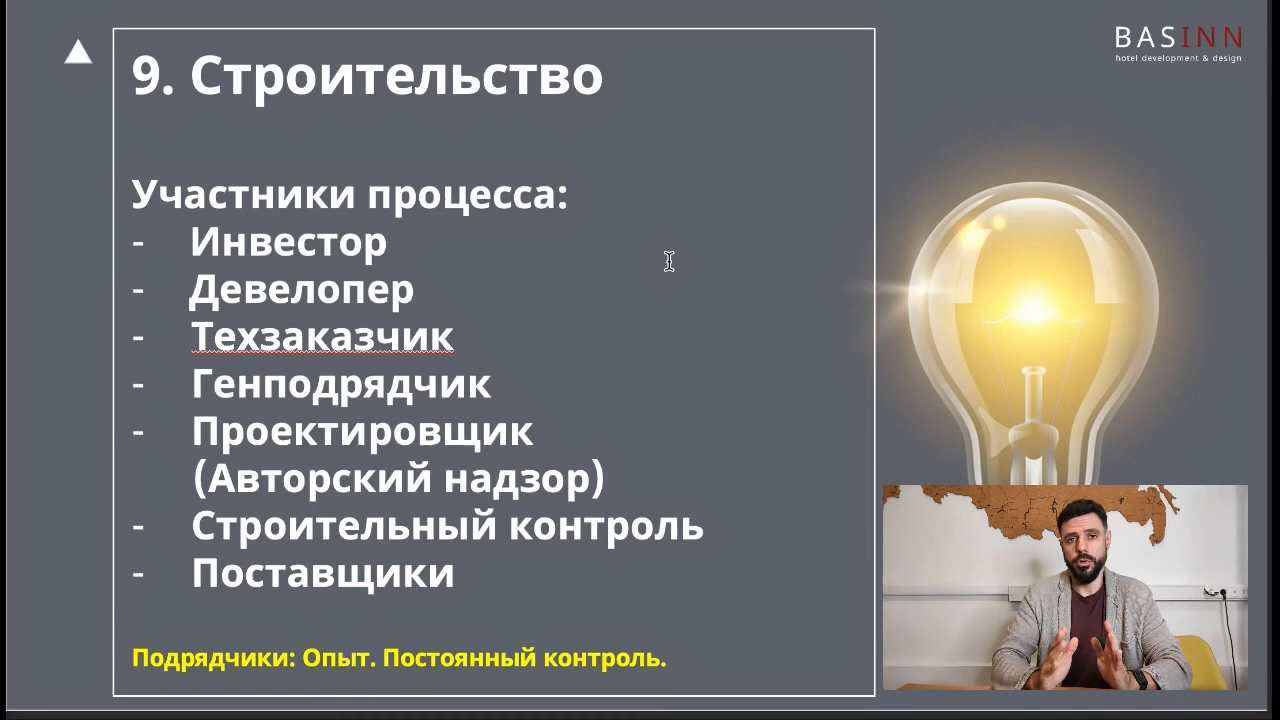 BASINN
hotel development & design
9. Строительство
Участники процесса:
- Инвестор
- Девелопер
- Техзаказчик
- Генподрядчик
- Проектировщик
(Авторский надзор)
- Строительный контроль
- Поставщики
Подрядчики: Опыт. Постоянный контроль.